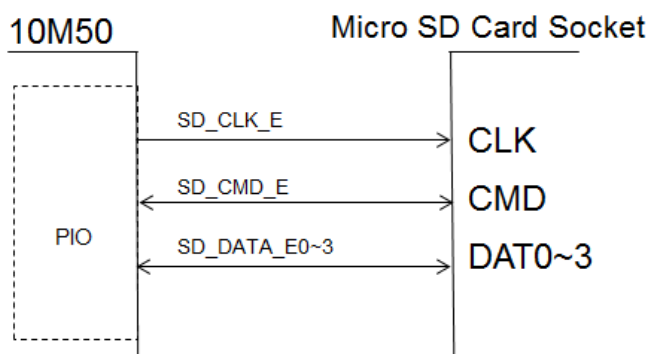 10M50
Micro SD Card Socket
SD_CLK_E
CLK
SD_CMD_E
CMD
PIO
SD_DATA_E0~3
DAT0~3